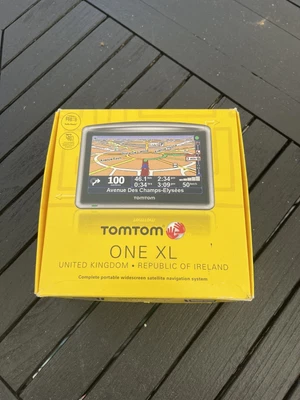 100
46.1
2:34
0:34
3:09
50
Avenue Des Champs-Elysées
TOMTOM
TOMTOM
ONE XL
UNITED KINGDOM • REPUBLIC OF IRELAND
Complete portable widescreen satellite navigation system